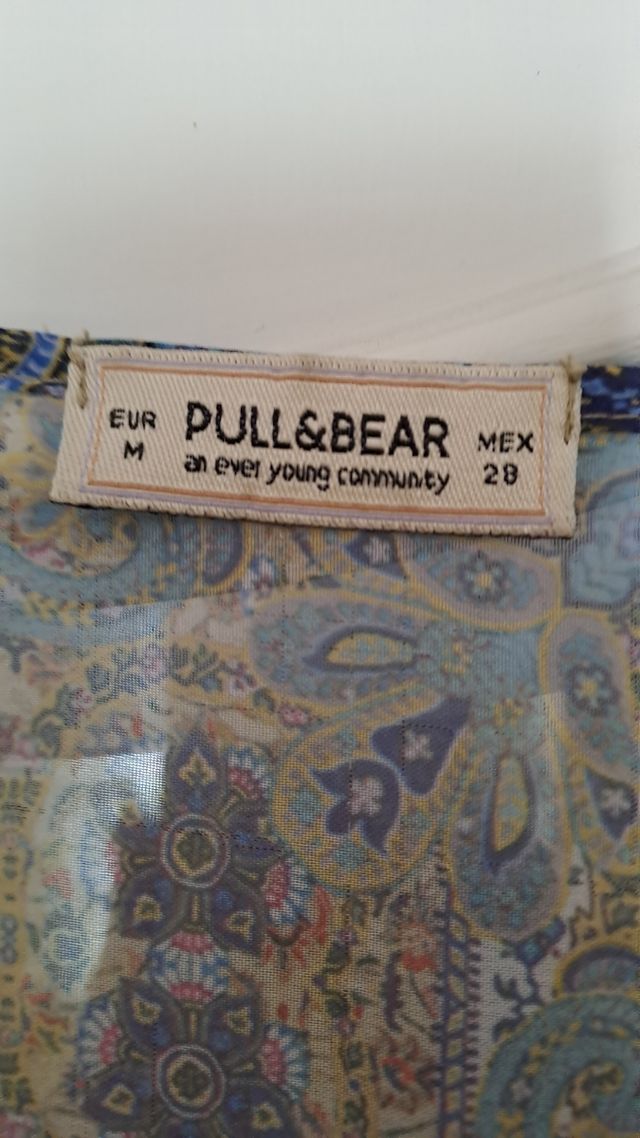 EUR
M
PULL&BEAR
an ever young community
MEX
28